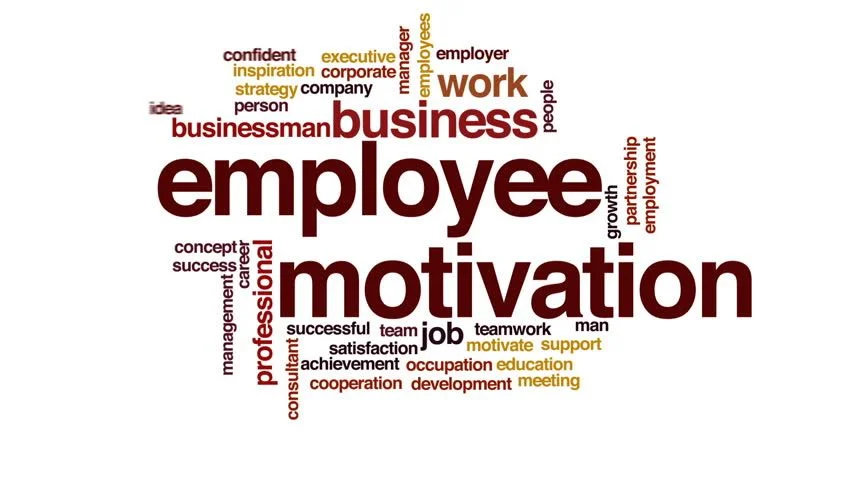 confident
executive
manager
employees
employer
inspiration
corporate
work
strategy
company
people
idea
person
businessman
business
employee
growth
partnership
employment
concept
career
professional
success
motivation
management
successful
team
job
teamwork
man
satisfaction
motivate
support
consultant
achievement
occupation
education
cooperation
development
meeting